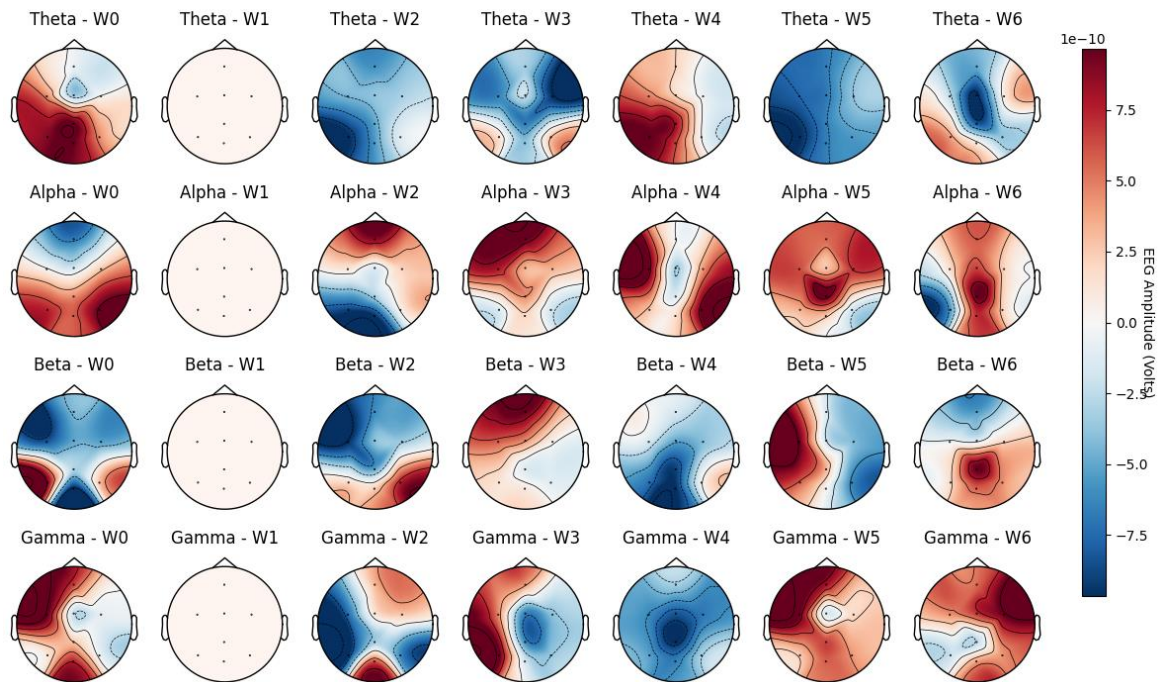 Theta - W0 Theta - W1 Theta - W2 Theta - W3 Theta - W4 Theta - W5 Theta - W6
1e−10
Alpha - W0 Alpha - W1 Alpha - W2 Alpha - W3 Alpha - W4 Alpha - W5 Alpha - W6
Beta - W0 Beta - W1 Beta - W2 Beta - W3 Beta - W4 Beta - W5 Beta - W6
Gamma - W0 Gamma - W1 Gamma - W2 Gamma - W3 Gamma - W4 Gamma - W5 Gamma - W6
7.5
5.0
2.5
0.0
−2.5
−5.0
−7.5
EEG Amplitude (Volts)